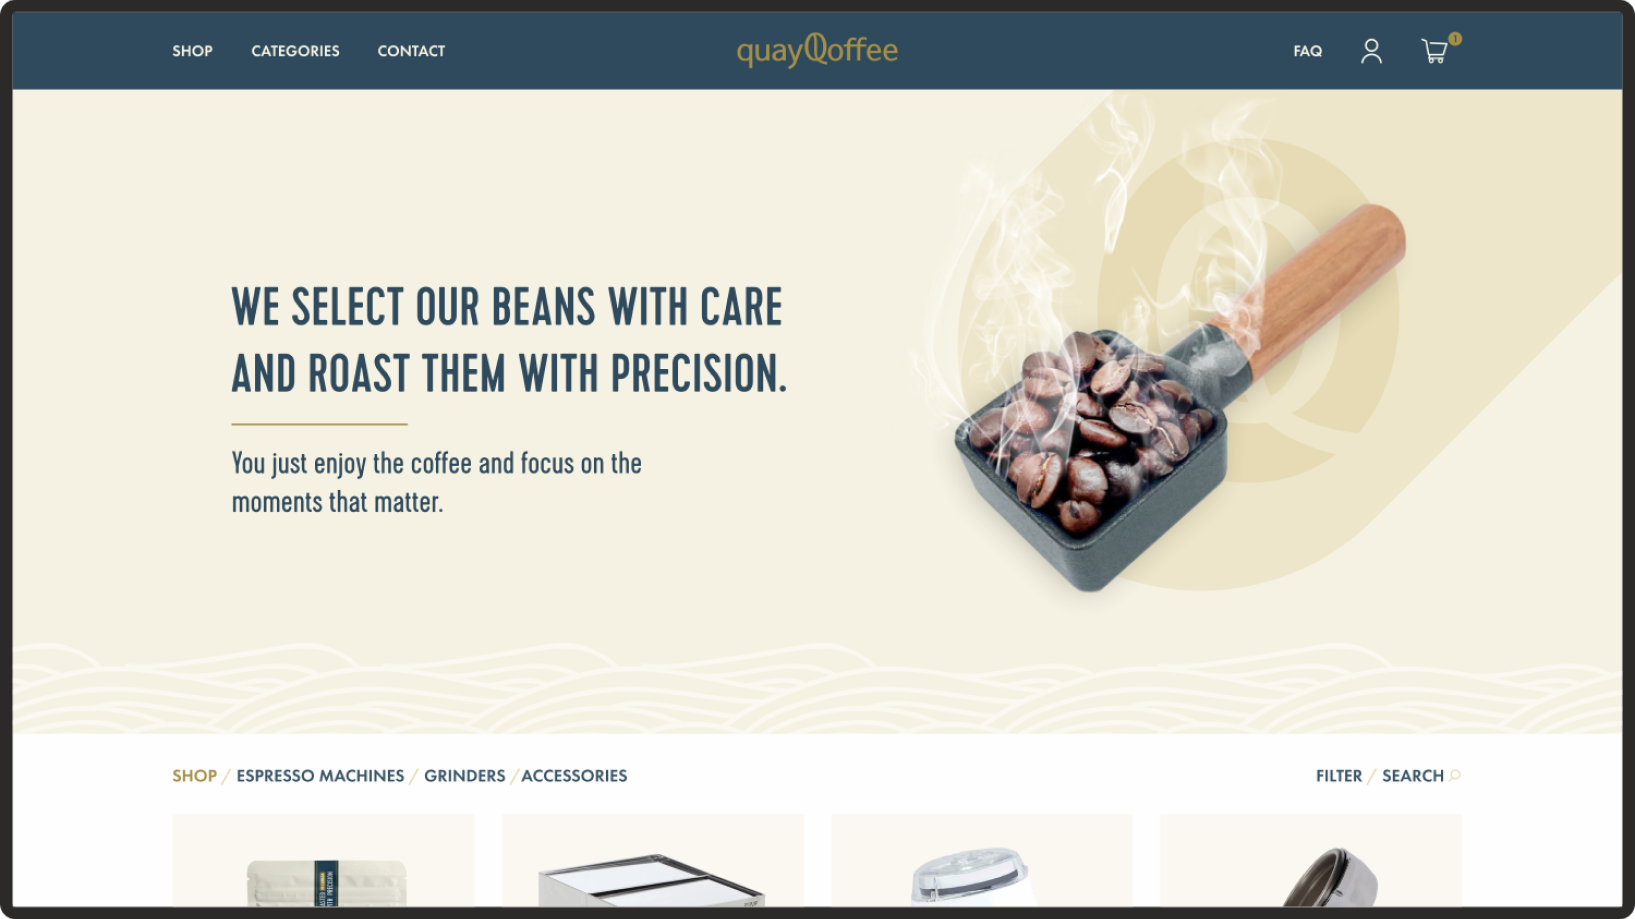 SHOP CATEGORIES CONTACT quayQoffee FAQ 1
WE SELECT OUR BEANS WITH CARE
AND ROAST THEM WITH PRECISION.
You just enjoy the coffee and focus on the
moments that matter.
SHOP / ESPRESSO MACHINES / GRINDERS / ACCESSORIES FILTER / SEARCH